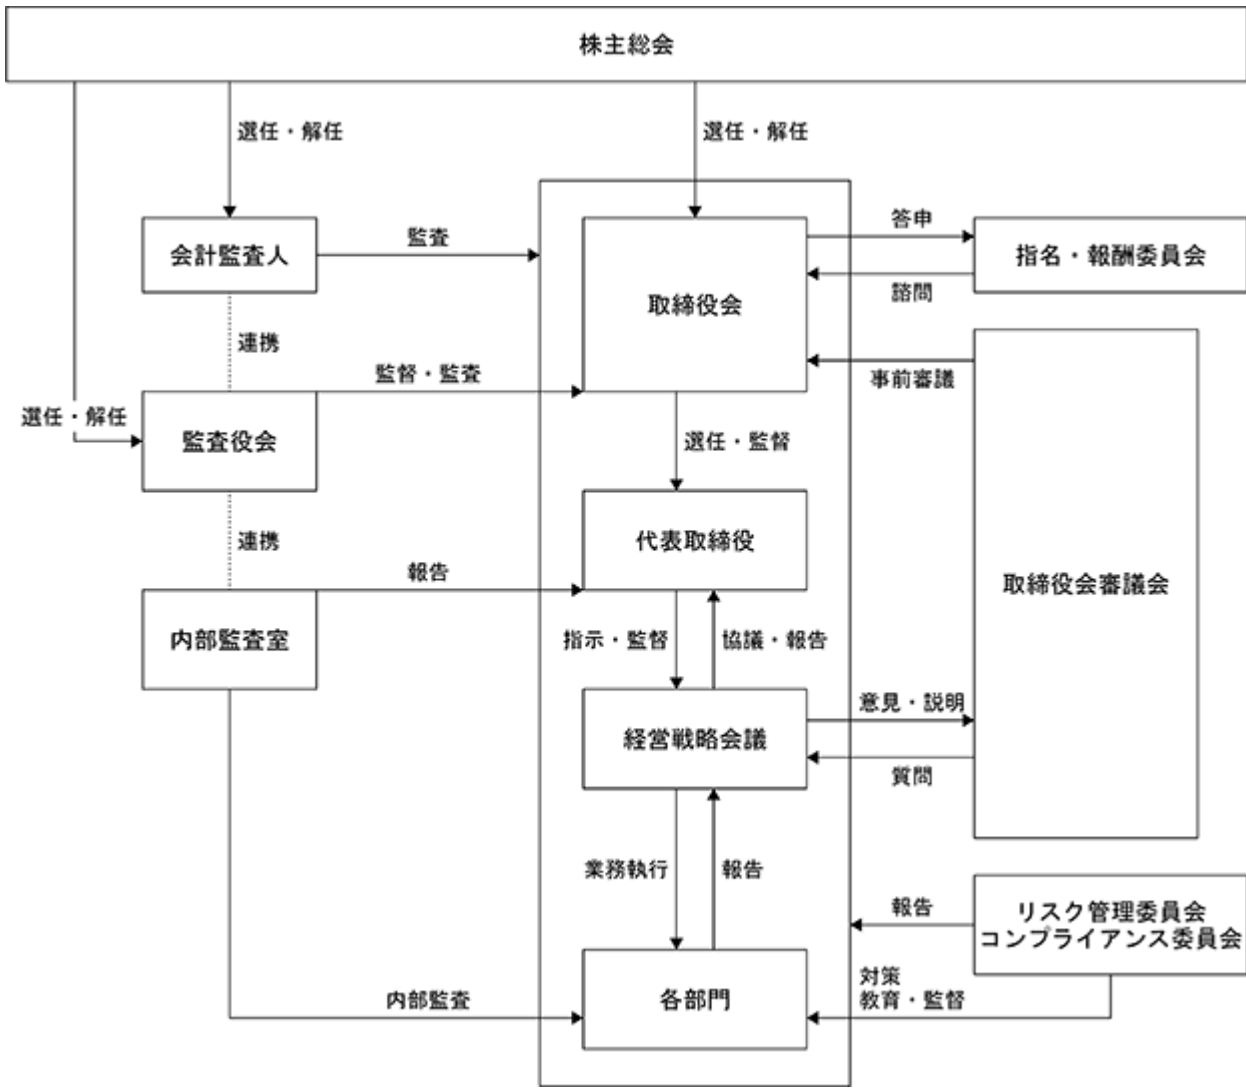 株主総会
選任・解任
選任・解任
会計監査人
監査
取締役会
答申
諮問
指名・報酬委員会
連携
監督・監査
事前審議
選任・解任
監査役会
選任・監督
連携
代表取締役
報告
取締役会審議会
内部監査室
指示・監督
協議・報告
経営戦略会議
意見・説明
質問
業務執行
報告
報告
リスク管理委員会
コンプライアンス委員会
内部監査
各部門
対策
教育・監督